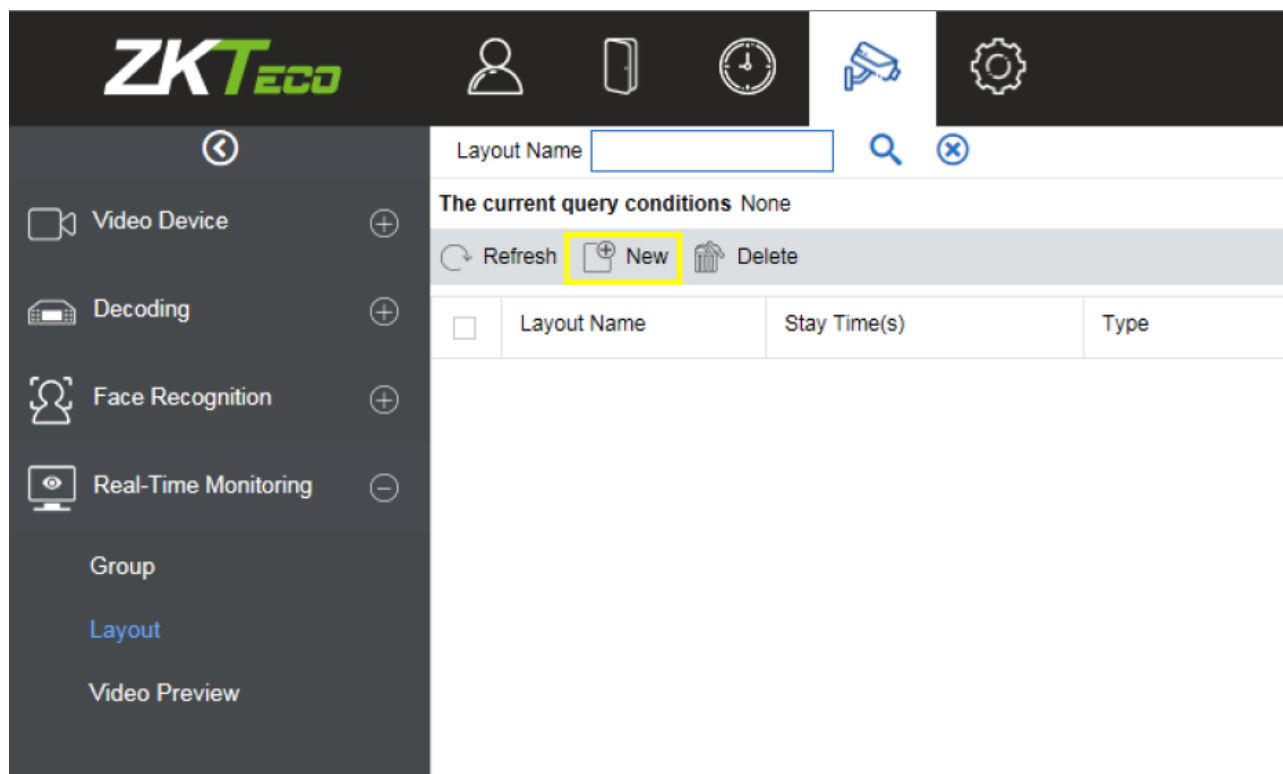 ZKTECO
Layout Name
The current query conditions None
Refresh New Delete
Layout Name Stay Time(s) Type
Video Device
Decoding
Face Recognition
Real-Time Monitoring
Group
Layout
Video Preview